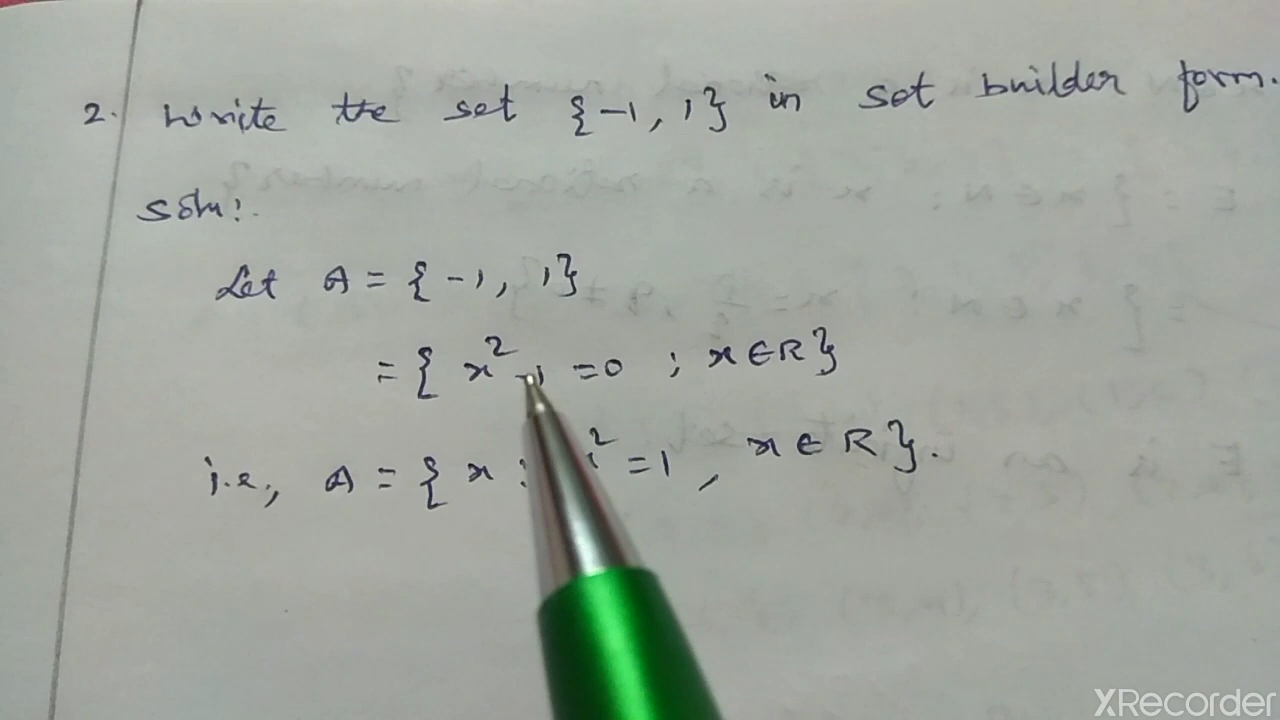 2. Write the set {-1, 1} in set builder form.
Soln:.
Let A = {-1, 1}
= { x² -1 =0 ; x∈R}
i.e., A = { x : ² =1 , x∈R}.
XRecorder